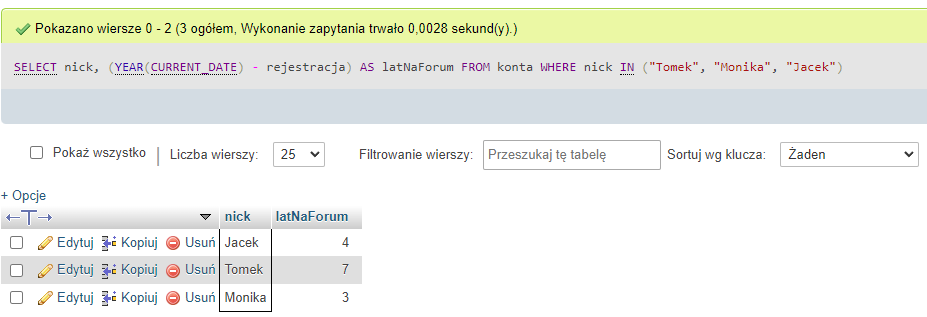 Pokazano wiersze 0 - 2 (3 ogółem, Wykonanie zapytania trwało 0,0028 sekund(y).)
SELECT nick, (YEAR(CURRENT_DATE) - rejestracja) AS latNaForum FROM konta WHERE nick IN ("Tomek", "Monika", "Jacek")
Pokaż wszystko Liczba wierszy: 25 Filtrowanie wierszy: Przeszukaj tę tabelę Sortuj wg klucza: Żaden
+ Opcje
←T→ nick latNaForum
Edytuj Kopiuj Usuń Jacek 4
Edytuj Kopiuj Usuń Tomek 7
Edytuj Kopiuj Usuń Monika 3